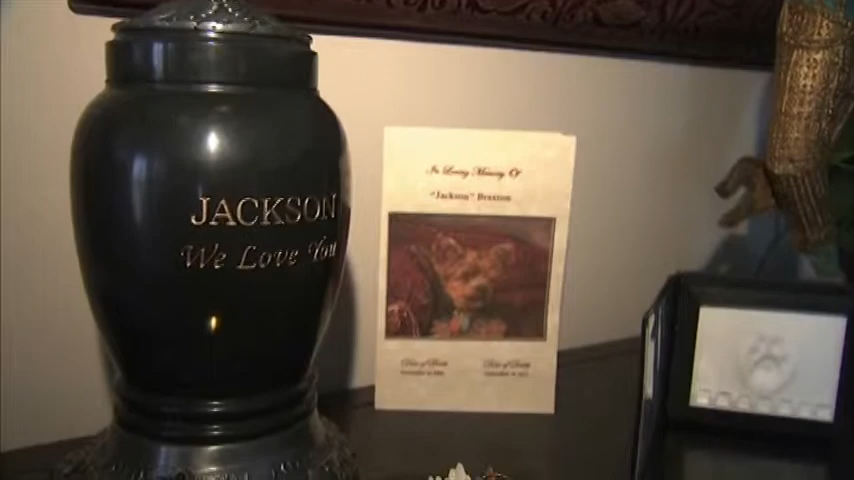 JACKSON
We Love You
In Loving Memory Of
"Jackson" Braxton
Date of Birth
Date of Death